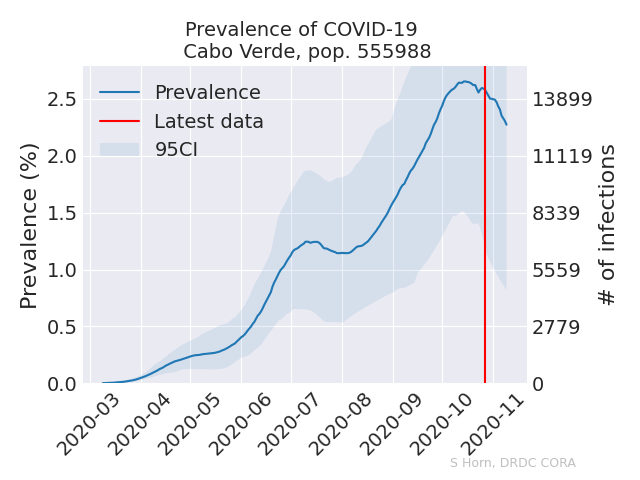 Prevalence of COVID-19
Cabo Verde, pop. 555988
Prevalence
Latest data
95CI
Prevalence (%)
2.5
2.0
1.5
1.0
0.5
0.0
13899
11119
8339
5559
2779
0
# of infections
2020-03
2020-04
2020-05
2020-06
2020-07
2020-08
2020-09
2020-10
2020-11
S Horn, DRDC CORA